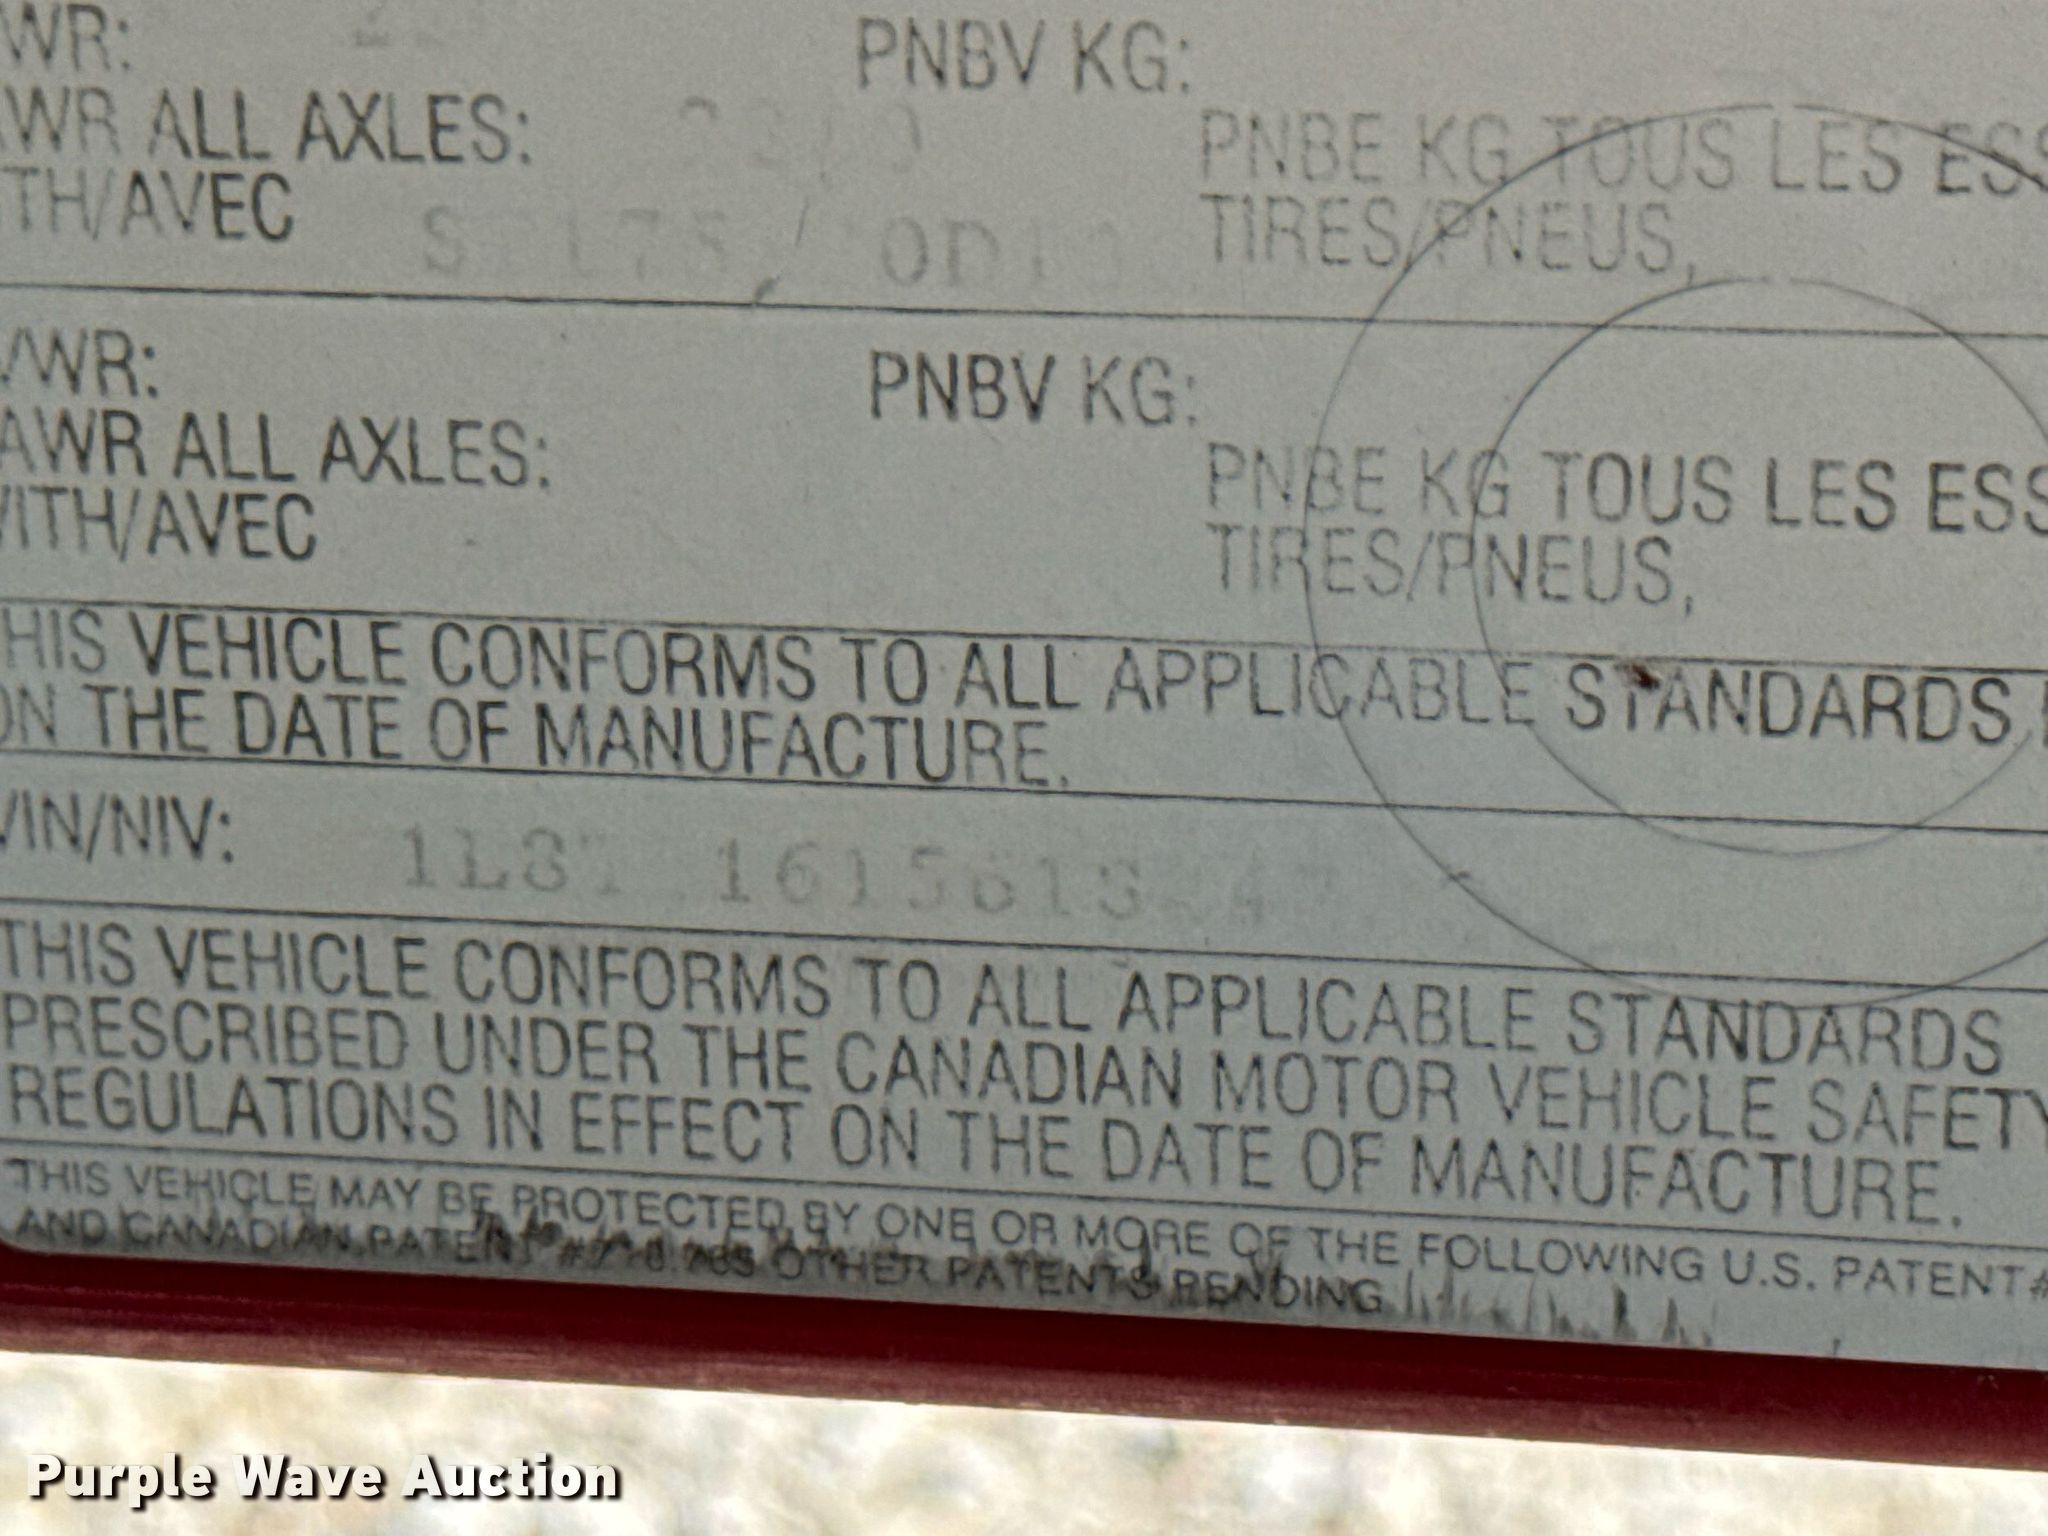 WR:
PNBV KG:
AWR ALL AXLES:
PNBE KG TOUS LES ESS
WITH/AVEC
TIRES/PNEUS,
VWR:
PNBV KG:
AWR ALL AXLES:
PNBE KG TOUS LES ESS
WITH/AVEC
TIRES/PNEUS,
THIS VEHICLE CONFORMS TO ALL APPLICABLE STANDARDS
ON THE DATE OF MANUFACTURE.
VIN/NIV:
THIS VEHICLE CONFORMS TO ALL APPLICABLE STANDARDS
PRESCRIBED UNDER THE CANADIAN MOTOR VEHICLE SAFETY
REGULATIONS IN EFFECT ON THE DATE OF MANUFACTURE.
THIS VEHICLE MAY BE PROTECTED BY ONE OR MORE OF THE FOLLOWING U.S. PATENT#
AND CANADIAN PATENT OTHER PATENTS PENDING
Purple Wave Auction